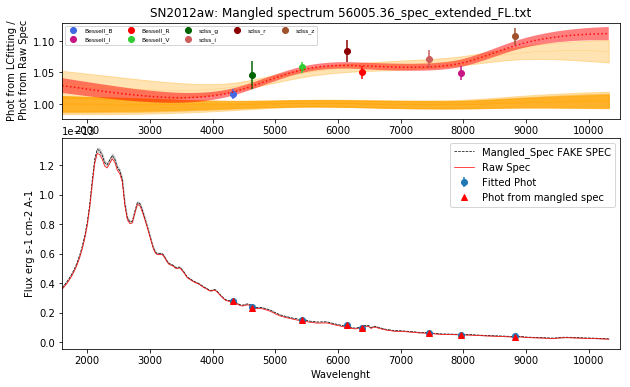 SN2012aw: Mangled spectrum 56005.36_spec_extended_FL.txt
Phot from LCfitting /
Phot from Raw Spec
1.10
1.05
1.00
Bessell_B
Bessell_R
sdss_g
sdss_r
sdss_z
Bessell_I
Bessell_V
sdss_i
2000 3000 4000 5000 6000 7000 8000 9000 10000
1e−13
Flux erg s-1 cm-2 A-1
1.2
1.0
0.8
0.6
0.4
0.2
0.0
Mangled_Spec FAKE SPEC
Raw Spec
Fitted Phot
Phot from mangled spec
2000 3000 4000 5000 6000 7000 8000 9000 10000
Wavelenght